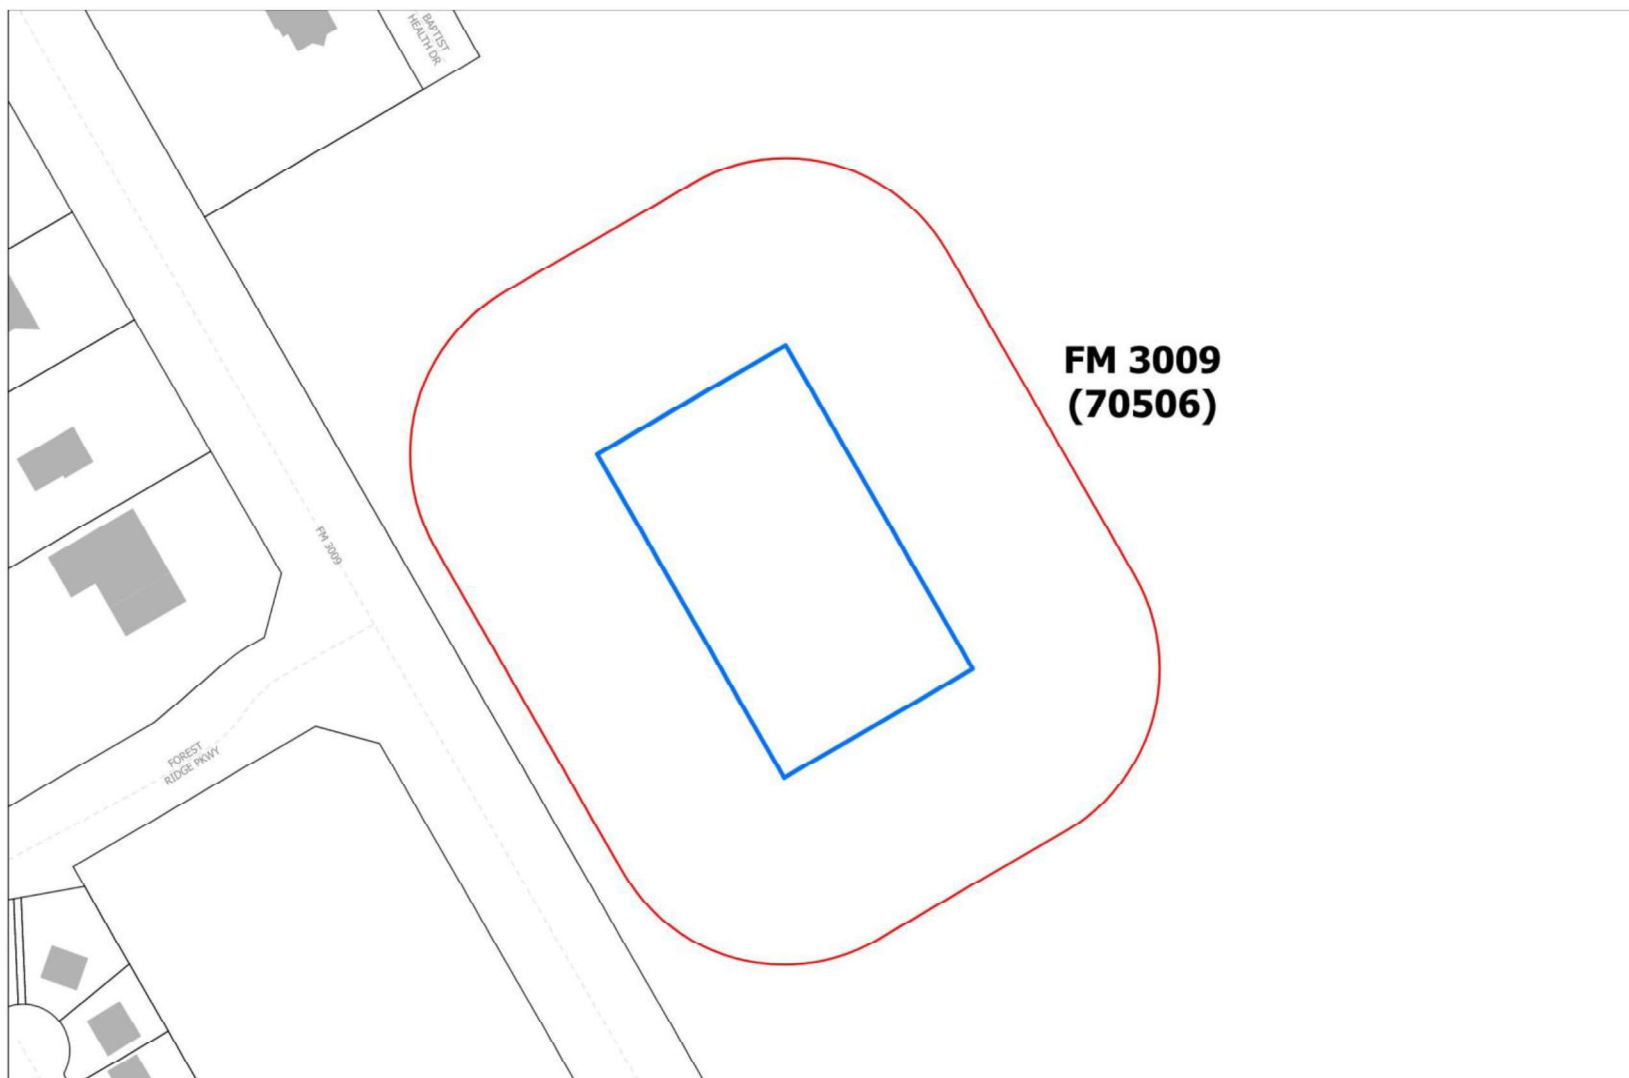 BAPTIST
HEALTH DR
FM 3009
(70506)
FM 3009
FOREST
RIDGE PKWY